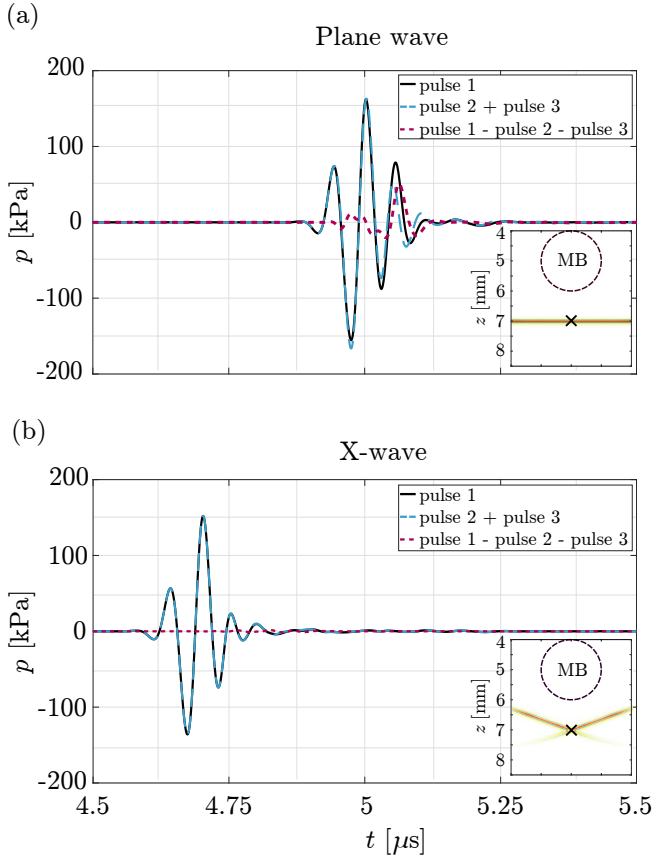 (a)
Plane wave
200
100
0
-100
-200
p [kPa]
pulse 1
pulse 2 + pulse 3
pulse 1 - pulse 2 - pulse 3
4
5
6
7
8
z [mm]
MB
(b)
X-wave
200
100
0
-100
-200
p [kPa]
pulse 1
pulse 2 + pulse 3
pulse 1 - pulse 2 - pulse 3
4
5
6
7
8
z [mm]
MB
4.5 4.75 5 5.25 5.5
t [μs]